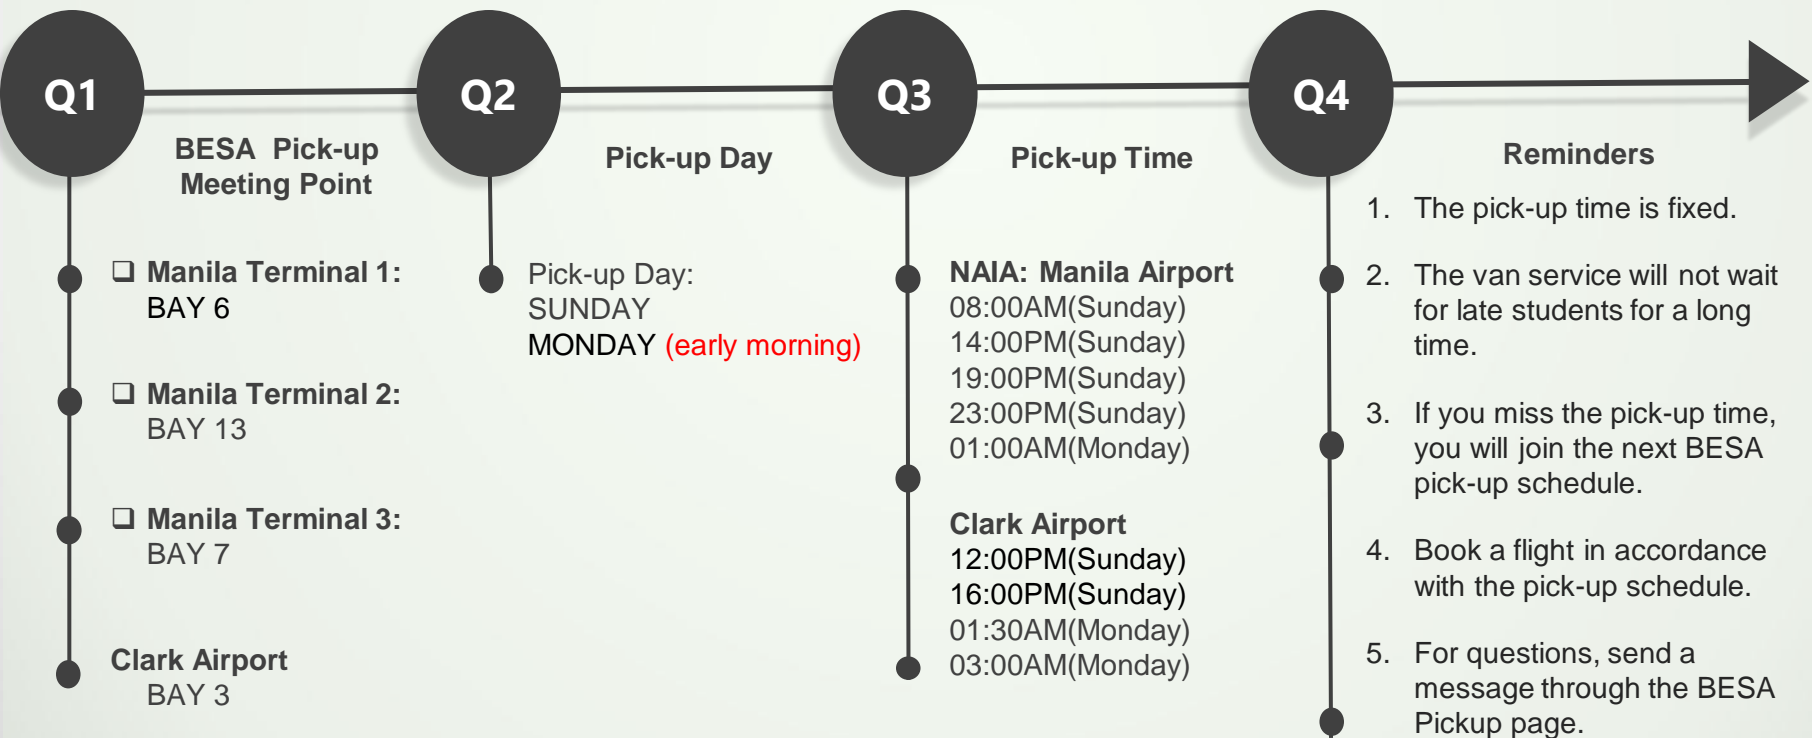 Q1
BESA Pick-up
Meeting Point
❑ Manila Terminal 1:
BAY 6
❑ Manila Terminal 2:
BAY 13
❑ Manila Terminal 3:
BAY 7
Clark Airport
BAY 3
Q2
Pick-up Day
Pick-up Day:
SUNDAY
MONDAY (early morning)
Q3
Pick-up Time
NAIA: Manila Airport
08:00AM(Sunday)
14:00PM(Sunday)
19:00PM(Sunday)
23:00PM(Sunday)
01:00AM(Monday)
Clark Airport
12:00PM(Sunday)
16:00PM(Sunday)
01:30AM(Monday)
03:00AM(Monday)
Q4
Reminders
1. The pick-up time is fixed.
2. The van service will not wait
for late students for a long
time.
3. If you miss the pick-up time,
you will join the next BESA
pick-up schedule.
4. Book a flight in accordance
with the pick-up schedule.
5. For questions, send a
message through the BESA
Pickup page.